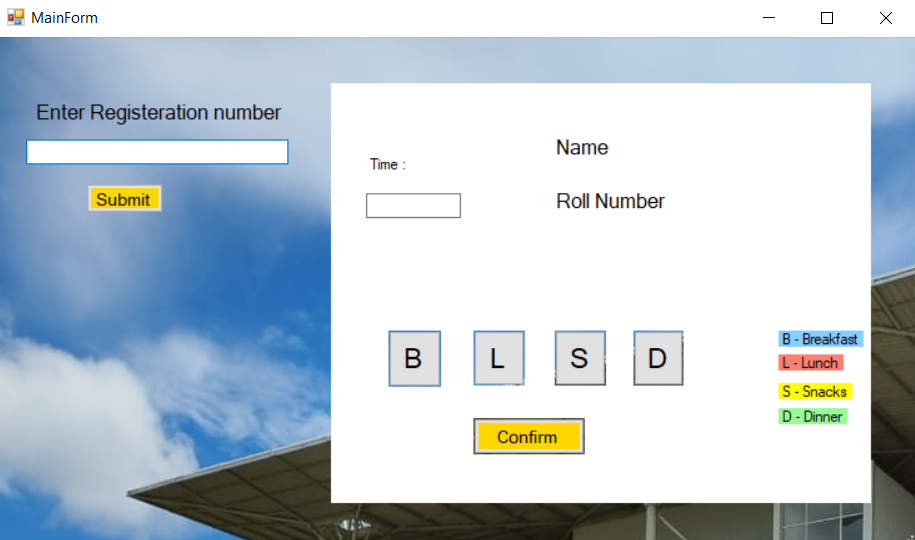 MainForm
Enter Registeration number
Submit
Time :
Name
Roll Number
B
L
S
D
Confirm
B - Breakfast
L - Lunch
S - Snacks
D - Dinner